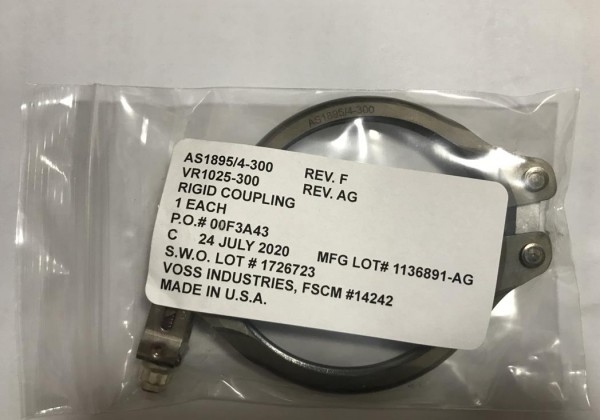 AS1895/4-300
AS1895/4-300 REV. F
VR1025-300 REV. AG
RIGID COUPLING
1 EACH
P.O.# 00F3A43
C 24 JULY 2020 MFG LOT# 1136891-AG
S.W.O. LOT # 1726723
VOSS INDUSTRIES, FSCM #14242
MADE IN U.S.A.